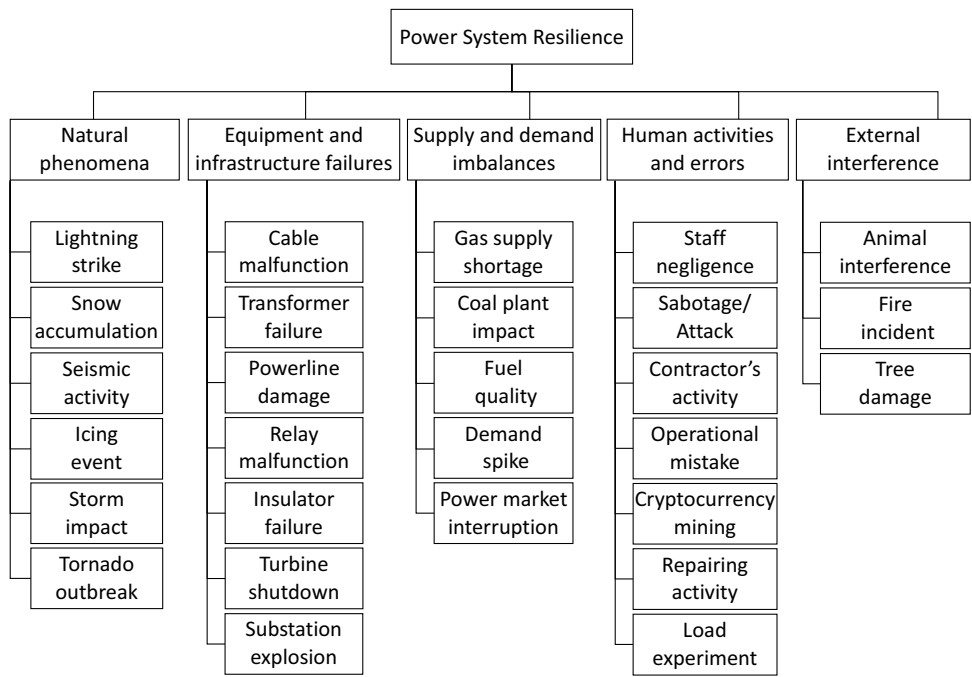 Power System Resilience
Natural
phenomena
Lightning
strike
Snow
accumulation
Seismic
activity
Icing
event
Storm
impact
Tornado
outbreak
Equipment and
infrastructure failures
Cable
malfunction
Transformer
failure
Powerline
damage
Relay
malfunction
Insulator
failure
Turbine
shutdown
Substation
explosion
Supply and demand
imbalances
Gas supply
shortage
Coal plant
impact
Fuel
quality
Demand
spike
Power market
interruption
Human activities
and errors
Staff
negligence
Sabotage/
Attack
Contractor’s
activity
Operational
mistake
Cryptocurrency
mining
Repairing
activity
Load
experiment
External
interference
Animal
interference
Fire
incident
Tree
damage